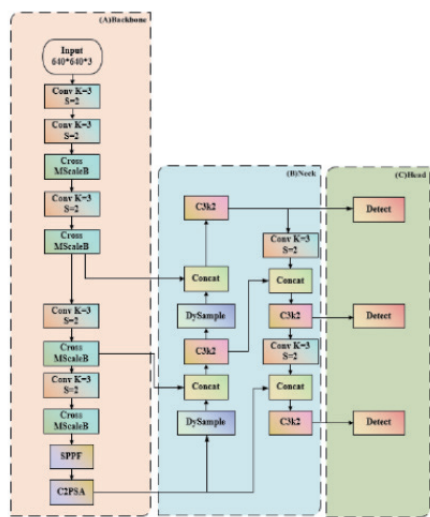 (A)Backbone
Input
640*640*3
Conv K=3
S=2
Conv K=3
S=2
Cross
MScaleB
Conv K=3
S=2
Cross
MScaleB
Conv K=3
S=2
Cross
MScaleB
Conv K=3
S=2
Cross
MScaleB
SPPF
C2PSA
(B)Neck
C3k2
Concat
DySample
C3k2
Concat
DySample
Conv K=3
S=2
Concat
C3k2
Conv K=3
S=2
Concat
C3k2
(C)Head
Detect
Detect
Detect